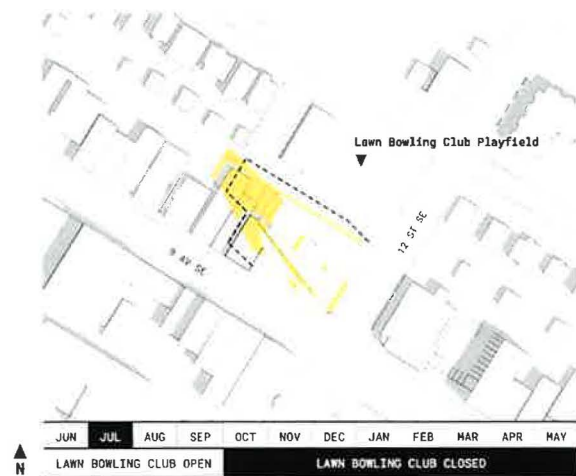 Lawn Bowling Club Playfield
12 ST SE
9 AV SE
JUN JUL AUG SEP OCT NOV DEC JAN FEB MAR APR MAY
LAWN BOWLING CLUB OPEN LAWN BOWLING CLUB CLOSED
N